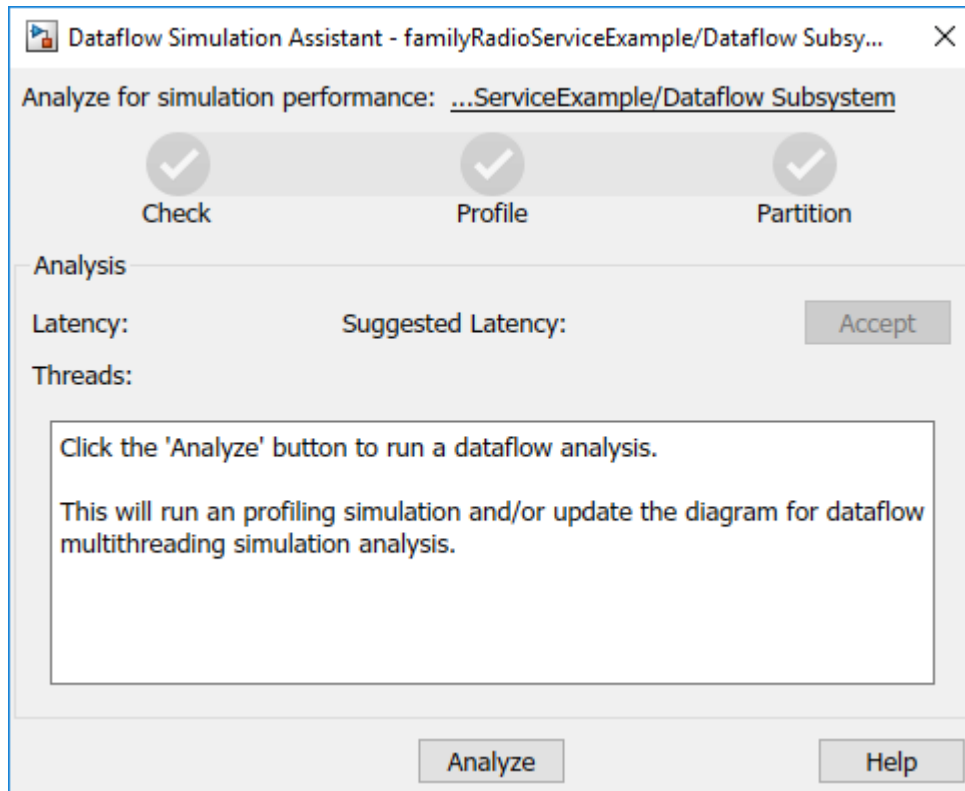 Dataflow Simulation Assistant - familyRadioServiceExample/Dataflow Subsy...
Analyze for simulation performance: ...ServiceExample/Dataflow Subsystem
Check Profile Partition
Analysis
Latency: Suggested Latency: Accept
Threads:
Click the 'Analyze' button to run a dataflow analysis.
This will run an profiling simulation and/or update the diagram for dataflow
multithreading simulation analysis.
Analyze Help